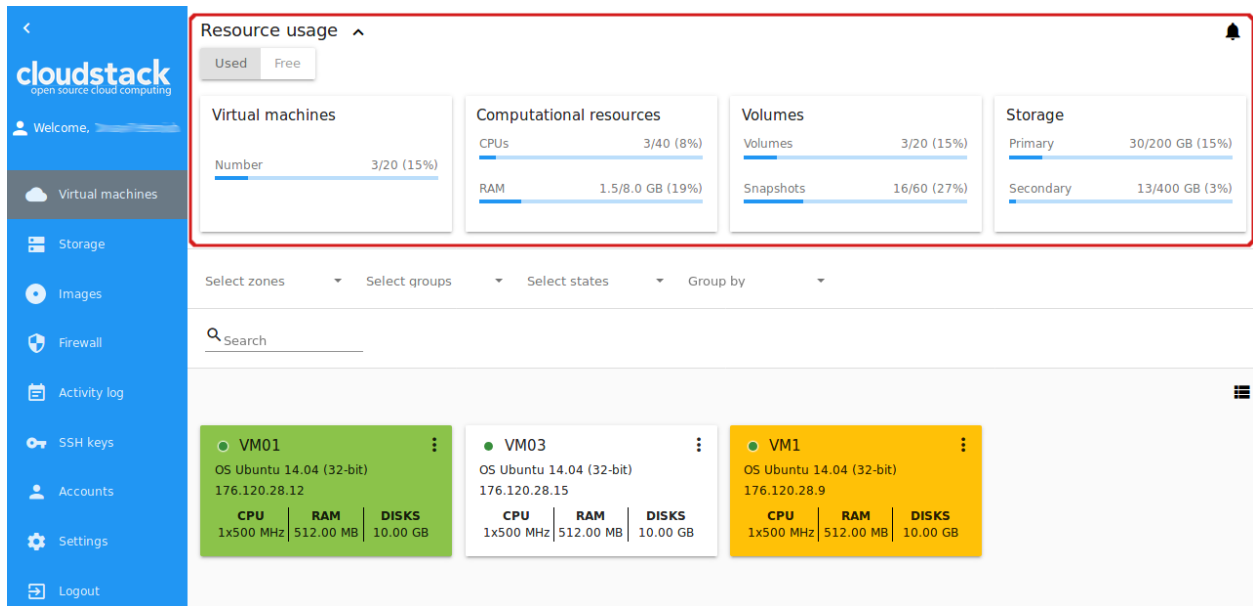 cloudstack
open source cloud computing
Welcome,
Virtual machines
Storage
Images
Firewall
Activity log
SSH keys
Accounts
Settings
Logout
Resource usage
Used Free
Virtual machines
Number 3/20 (15%)
Computational resources
CPUs 3/40 (8%)
RAM 1.5/8.0 GB (19%)
Volumes
Volumes 3/20 (15%)
Snapshots 16/60 (27%)
Storage
Primary 30/200 GB (15%)
Secondary 13/400 GB (3%)
Select zones Select groups Select states Group by
Search
VM01
OS Ubuntu 14.04 (32-bit)
176.120.28.12
CPU RAM DISKS
1x500 MHz 512.00 MB 10.00 GB
VM03
OS Ubuntu 14.04 (32-bit)
176.120.28.15
CPU RAM DISKS
1x500 MHz 512.00 MB 10.00 GB
VM1
OS Ubuntu 14.04 (32-bit)
176.120.28.9
CPU RAM DISKS
1x500 MHz 512.00 MB 10.00 GB